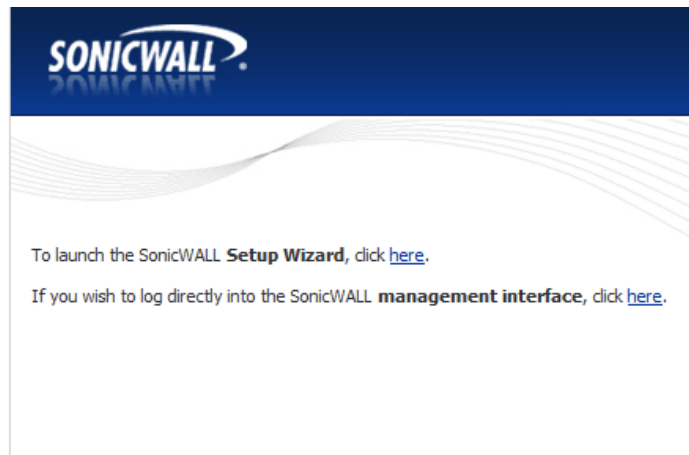 SONICWALL®
To launch the SonicWALL Setup Wizard, click here.
If you wish to log directly into the SonicWALL management interface, click here.